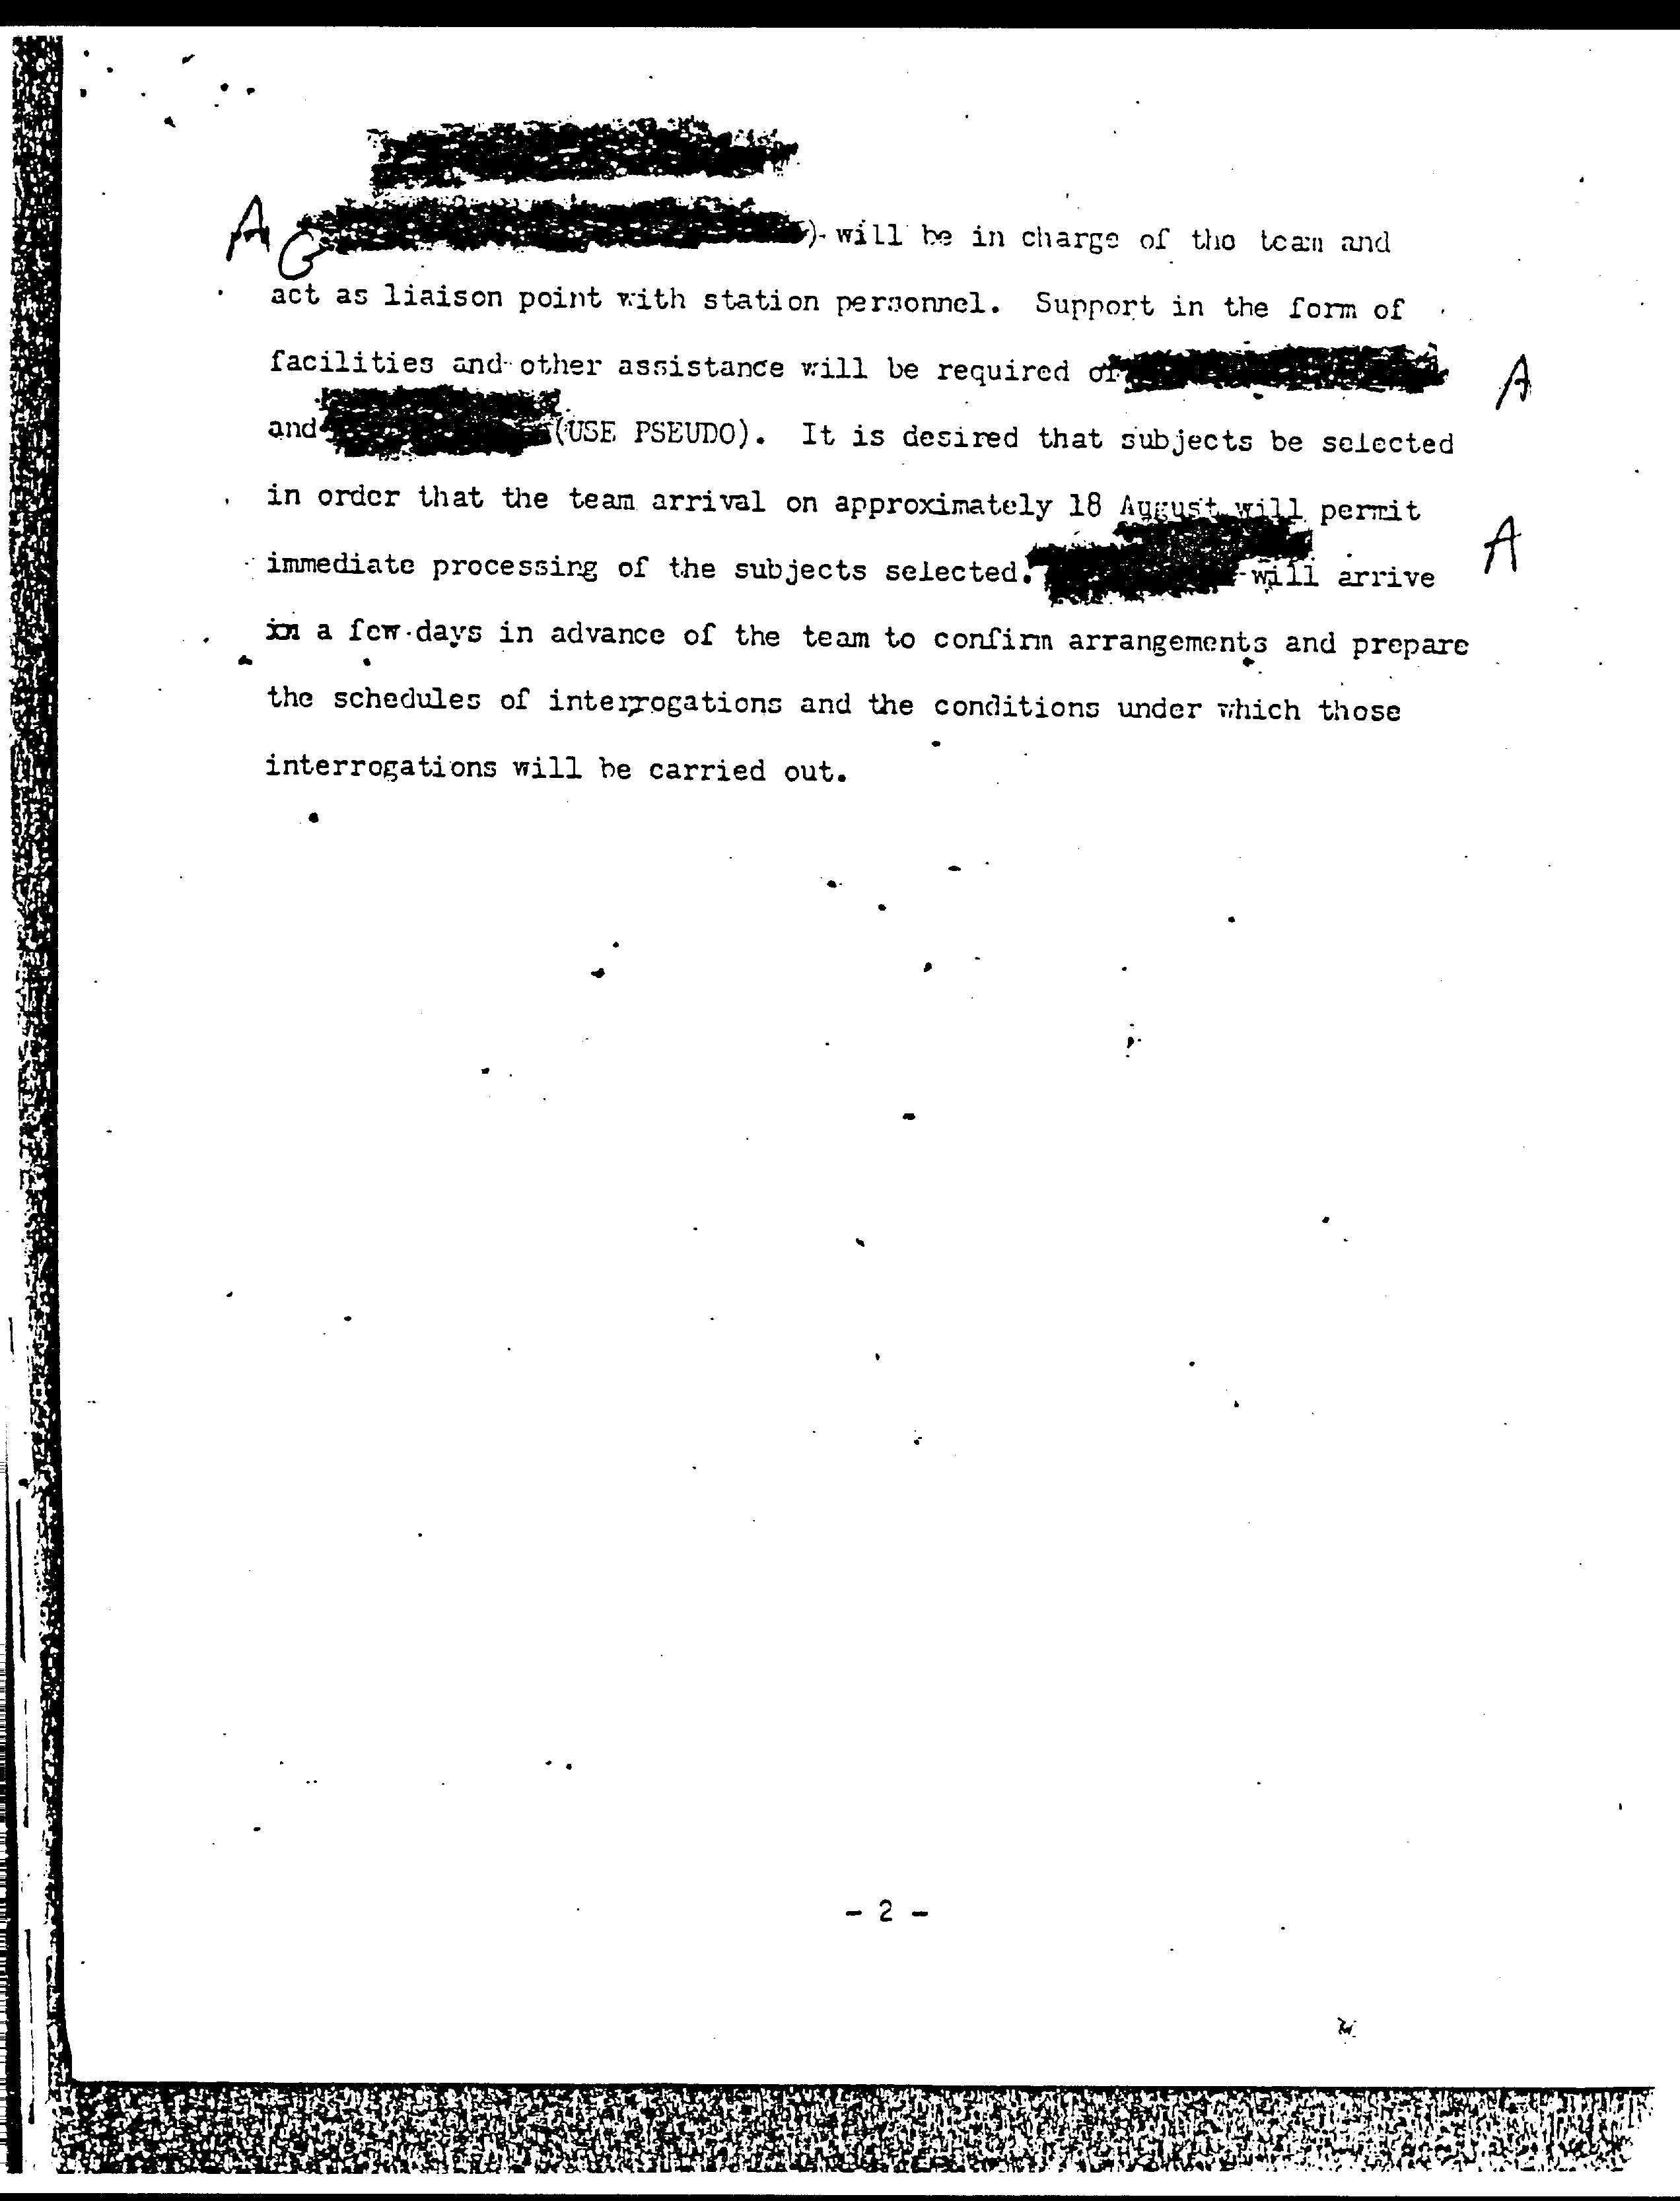 A
G ) will be in charge of the team and
act as liaison point with station personnel. Support in the form of
facilities and other assistance will be required of A
and (USE PSEUDO). It is desired that subjects be selected
in order that the team arrival on approximately 18 August will permit
immediate processing of the subjects selected. will arrive A
in a few days in advance of the team to confirm arrangements and prepare
the schedules of interrogations and the conditions under which those
interrogations will be carried out.
- 2 -